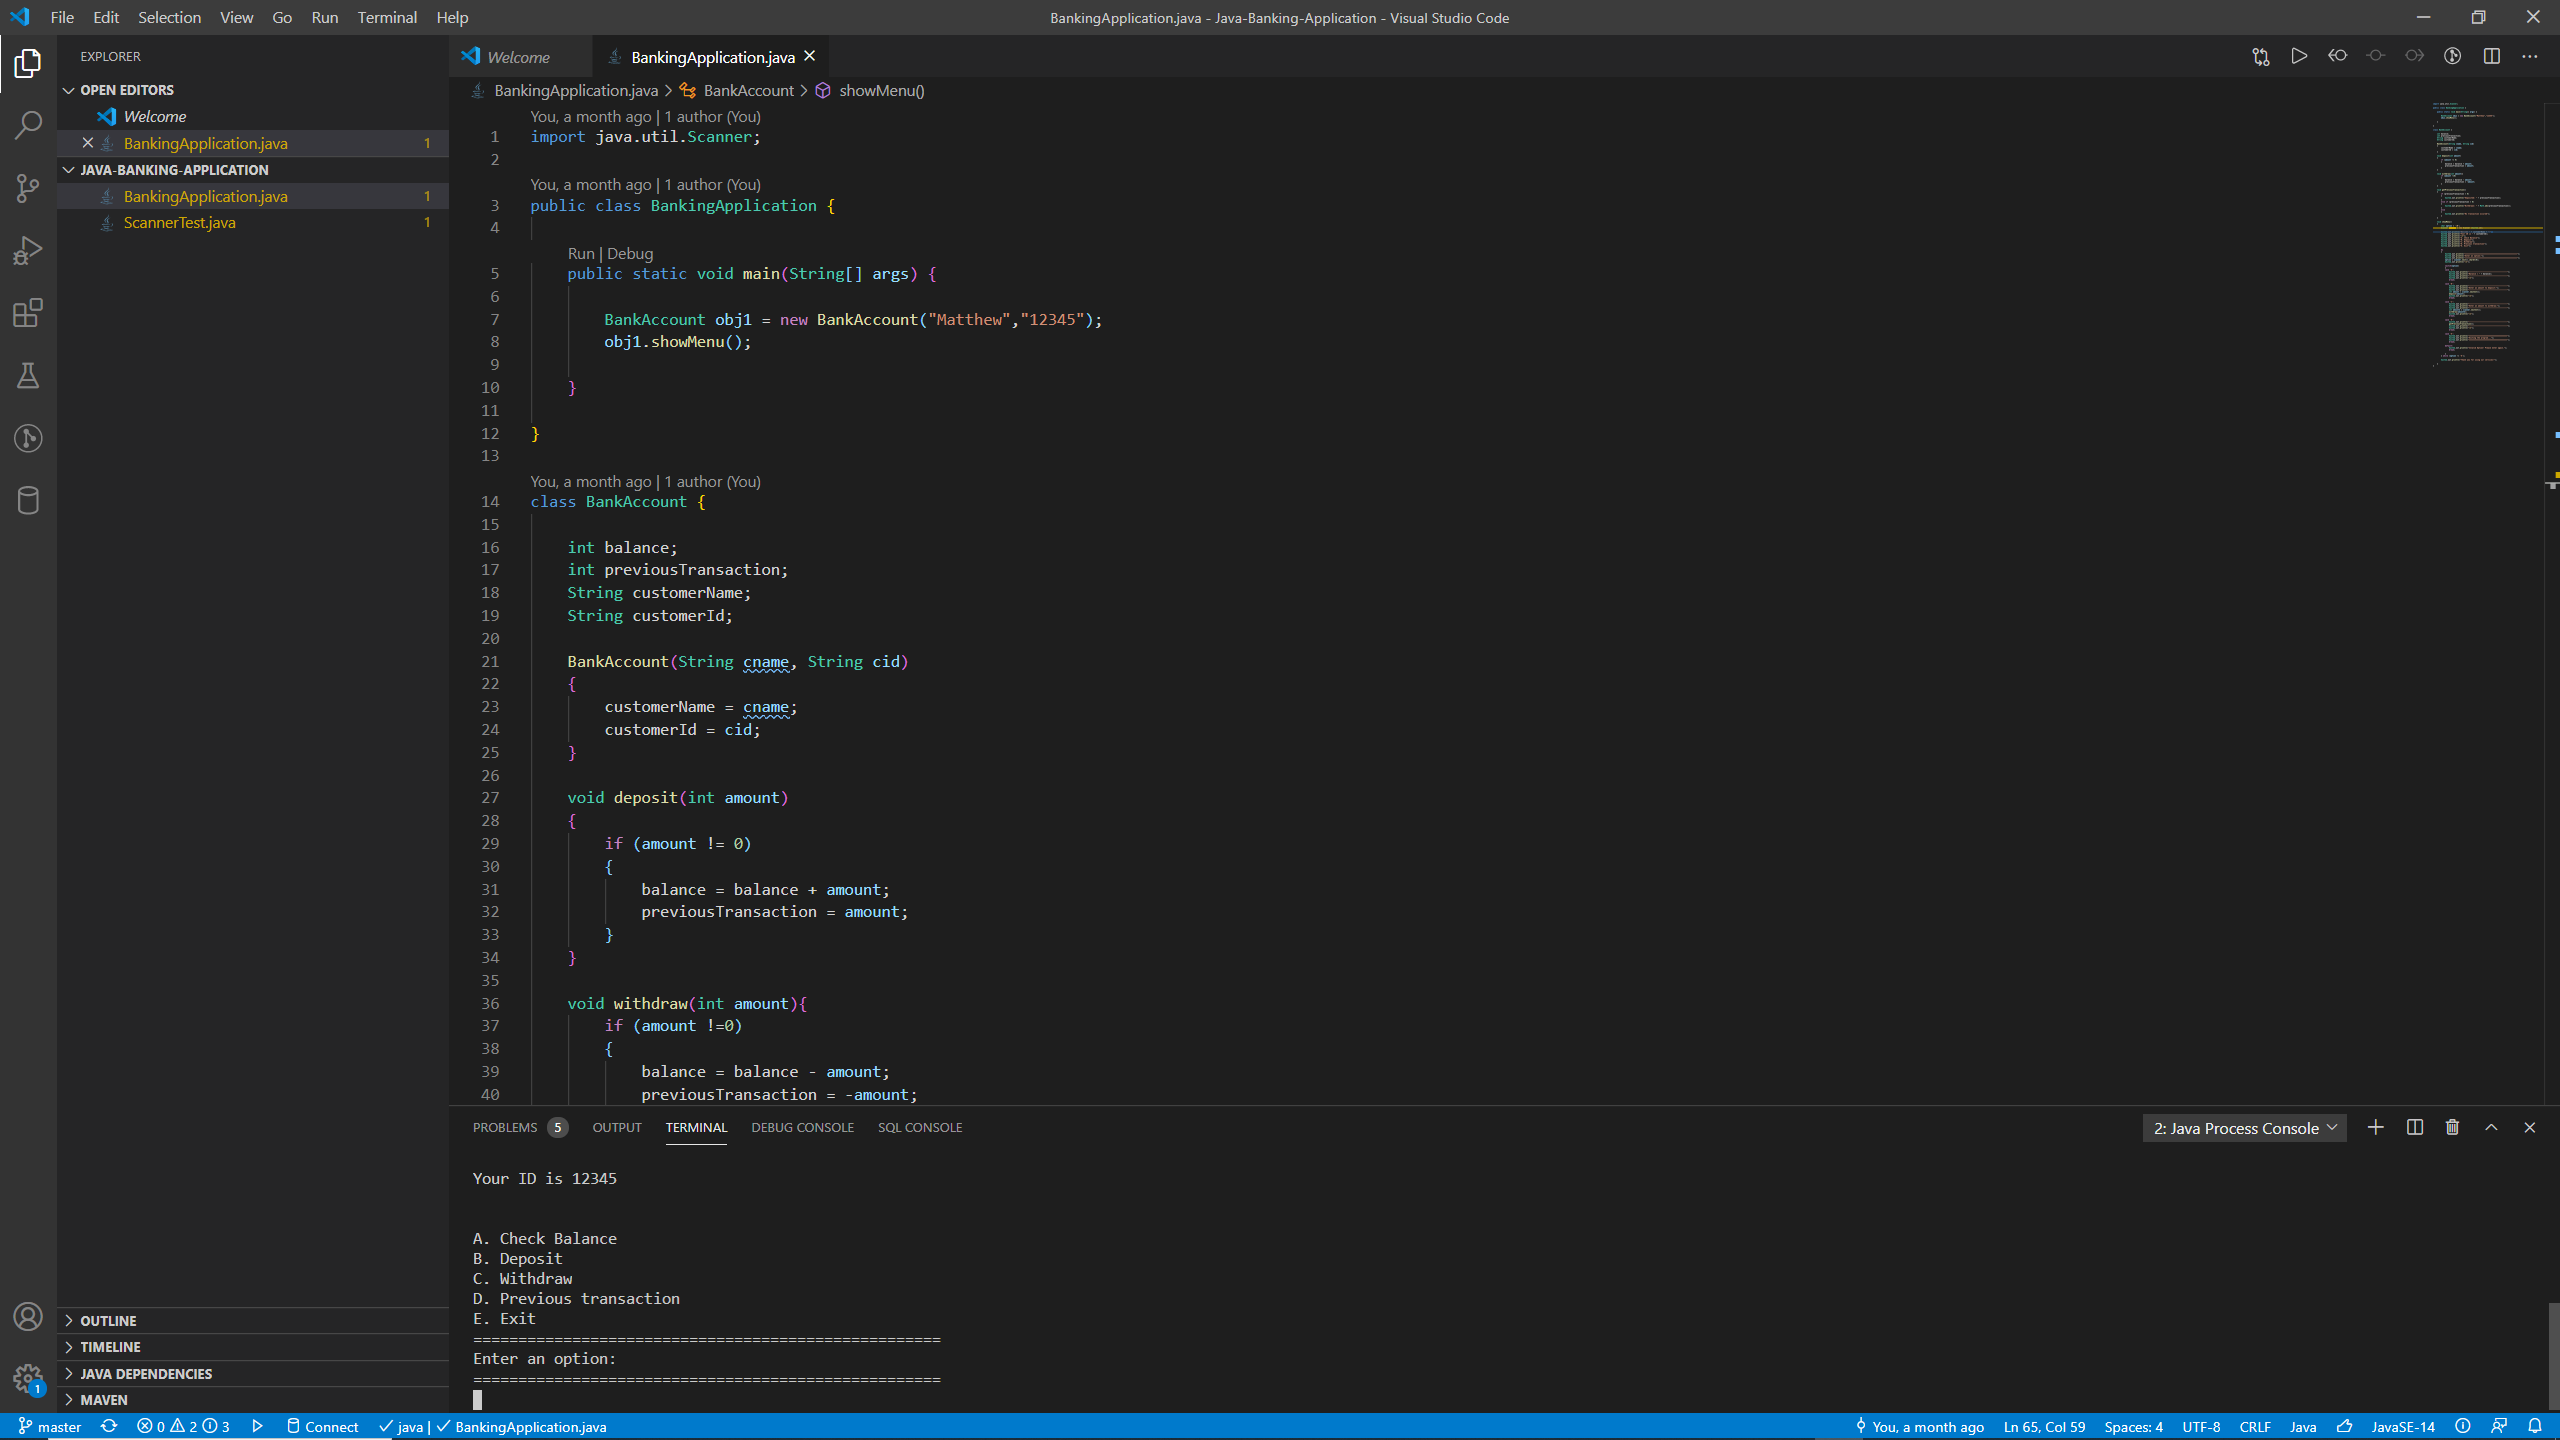 File Edit Selection View Go Run Terminal Help
BankingApplication.java - Java-Banking-Application - Visual Studio Code
EXPLORER
OPEN EDITORS
Welcome
BankingApplication.java 1
JAVA-BANKING-APPLICATION
BankingApplication.java 1
ScannerTest.java 1
OUTLINE
TIMELINE
JAVA DEPENDENCIES
MAVEN
1
Welcome BankingApplication.java
BankingApplication.java > BankAccount > showMenu()
You, a month ago | 1 author (You)
1 import java.util.Scanner;
2
You, a month ago | 1 author (You)
3 public class BankingApplication {
4
Run | Debug
5 public static void main(String[] args) {
6
7 BankAccount obj1 = new BankAccount("Matthew","12345");
8 obj1.showMenu();
9
10 }
11
12 }
13
You, a month ago | 1 author (You)
14 class BankAccount {
15
16 int balance;
17 int previousTransaction;
18 String customerName;
19 String customerId;
20
21 BankAccount(String cname, String cid)
22 {
23 customerName = cname;
24 customerId = cid;
25 }
26
27 void deposit(int amount)
28 {
29 if (amount != 0)
30 {
31 balance = balance + amount;
32 previousTransaction = amount;
33 }
34 }
35
36 void withdraw(int amount){
37 if (amount !=0)
38 {
39 balance = balance - amount;
40 previousTransaction = -amount;
PROBLEMS 5 OUTPUT TERMINAL DEBUG CONSOLE SQL CONSOLE
2: Java Process Console
Your ID is 12345
A. Check Balance
B. Deposit
C. Withdraw
D. Previous transaction
E. Exit
====================================================
Enter an option:
====================================================
master 0 2 3 Connect java | BankingApplication.java
You, a month ago Ln 65, Col 59 Spaces: 4 UTF-8 CRLF Java JavaSE-14